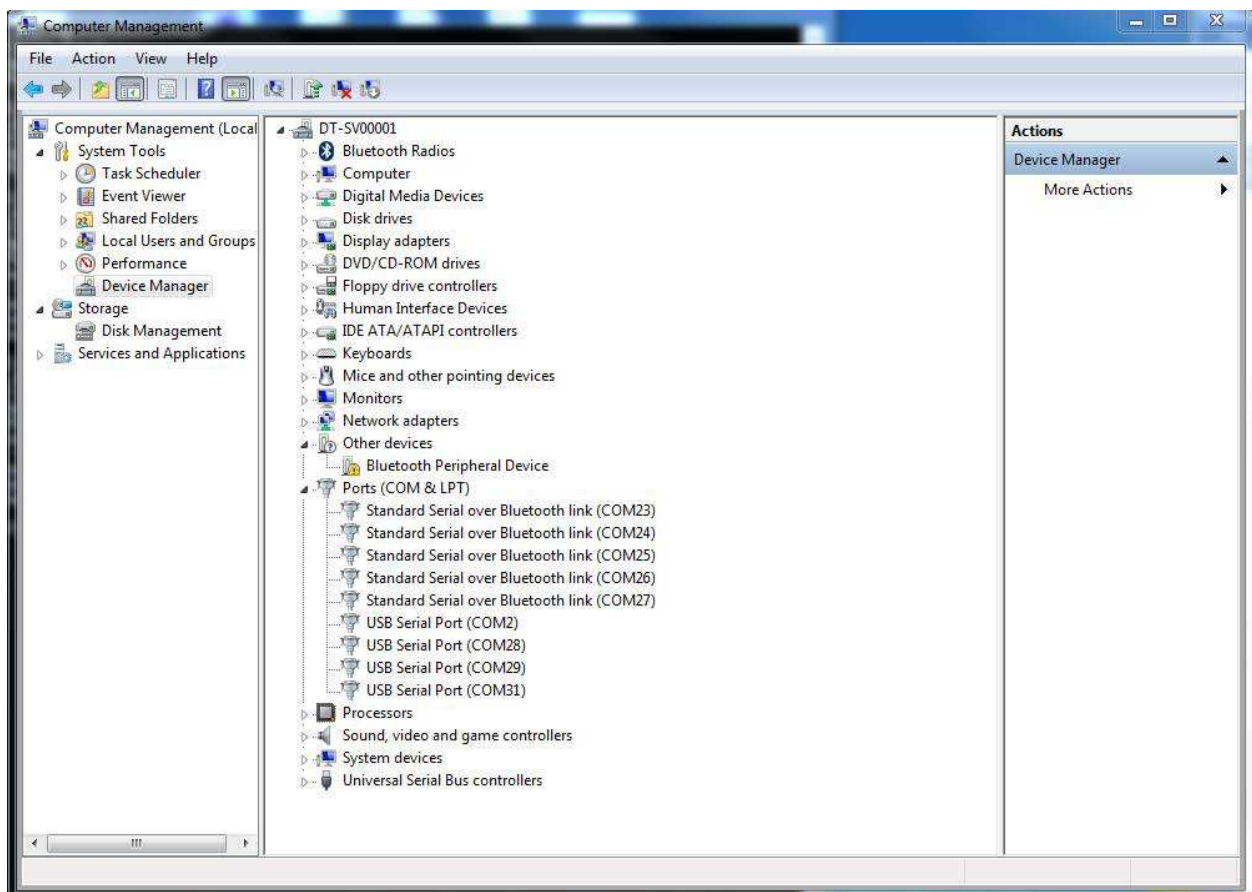 Computer Management
File Action View Help
Computer Management (Local
System Tools
Task Scheduler
Event Viewer
Shared Folders
Local Users and Groups
Performance
Device Manager
Storage
Disk Management
Services and Applications
DT-SV00001
Bluetooth Radios
Computer
Digital Media Devices
Disk drives
Display adapters
DVD/CD-ROM drives
Floppy drive controllers
Human Interface Devices
IDE ATA/ATAPI controllers
Keyboards
Mice and other pointing devices
Monitors
Network adapters
Other devices
Bluetooth Peripheral Device
Ports (COM & LPT)
Standard Serial over Bluetooth link (COM23)
Standard Serial over Bluetooth link (COM24)
Standard Serial over Bluetooth link (COM25)
Standard Serial over Bluetooth link (COM26)
Standard Serial over Bluetooth link (COM27)
USB Serial Port (COM2)
USB Serial Port (COM28)
USB Serial Port (COM29)
USB Serial Port (COM31)
Processors
Sound, video and game controllers
System devices
Universal Serial Bus controllers
Actions
Device Manager
More Actions